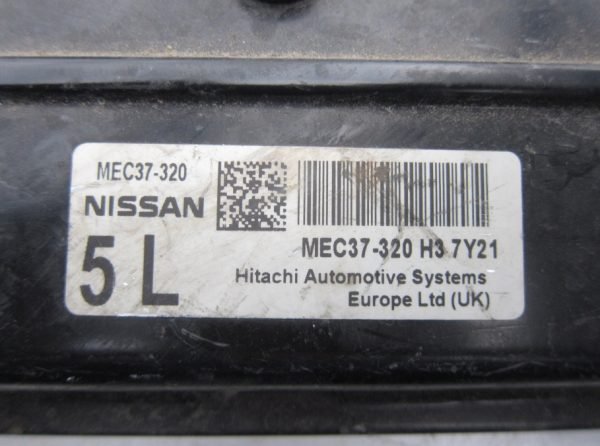 MEC37-320
NISSAN
5 L
MEC37-320 H3 7Y21
Hitachi Automotive Systems
Europe Ltd (UK)